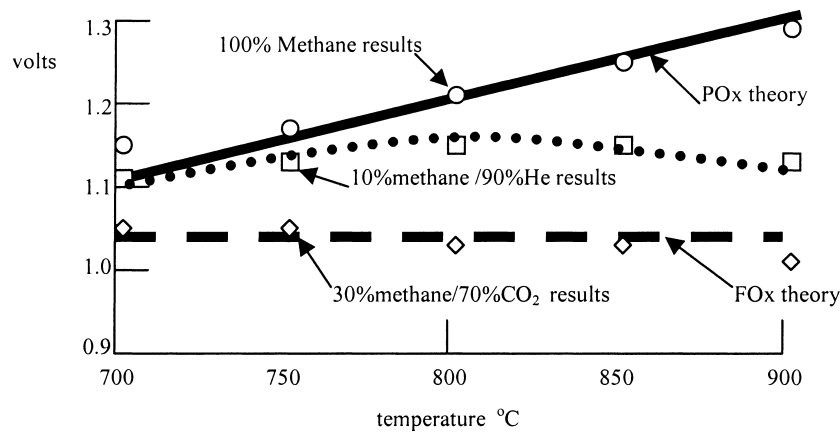 1.3
100% Methane results
volts
1.2
POx theory
1.1
10%methane /90%He results
1.0
30%methane/70%CO₂ results
FOx theory
0.9
700 750 800 850 900
temperature °C